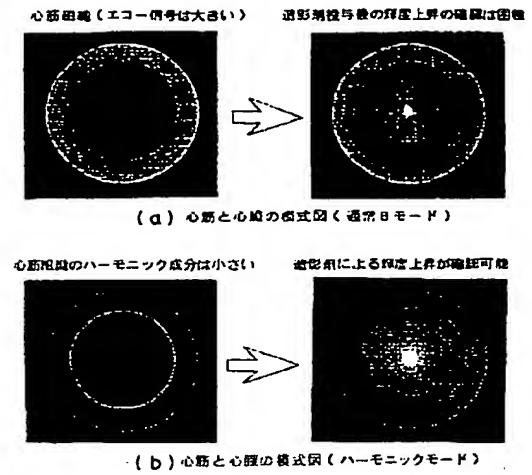 心筋組織（エコー信号は大きい）
造影剤投与後の輝度上昇の確認は困難
(a) 心筋と心腔の模式図（通常Bモード）
心筋組織のハーモニック成分は小さい
造影剤による輝度上昇が確認可能
(b) 心筋と心腔の模式図（ハーモニックモード）